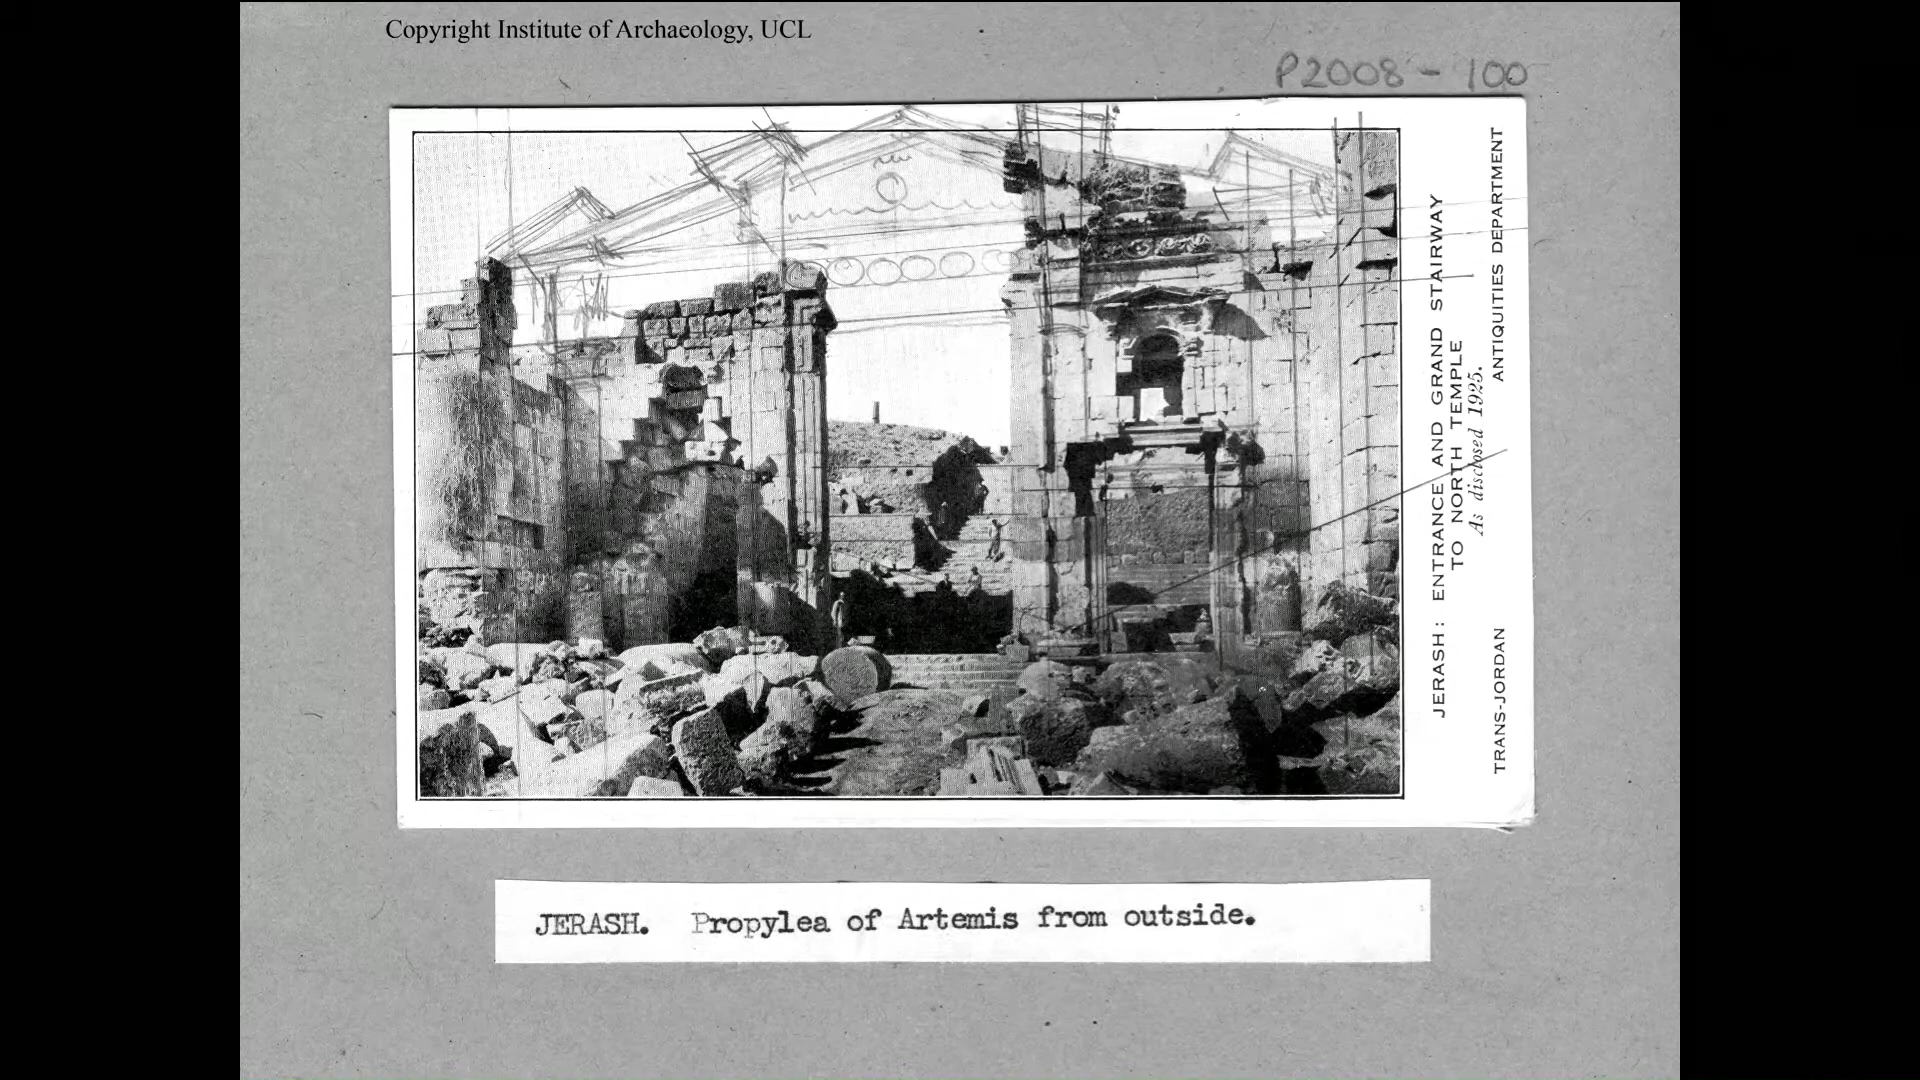 Copyright Institute of Archaeology, UCL
P2008 - 100
JERASH: ENTRANCE AND GRAND STAIRWAY
TO NORTH TEMPLE
As disclosed 1925.
TRANS-JORDAN ANTIQUITIES DEPARTMENT
JERASH. Propylea of Artemis from outside.